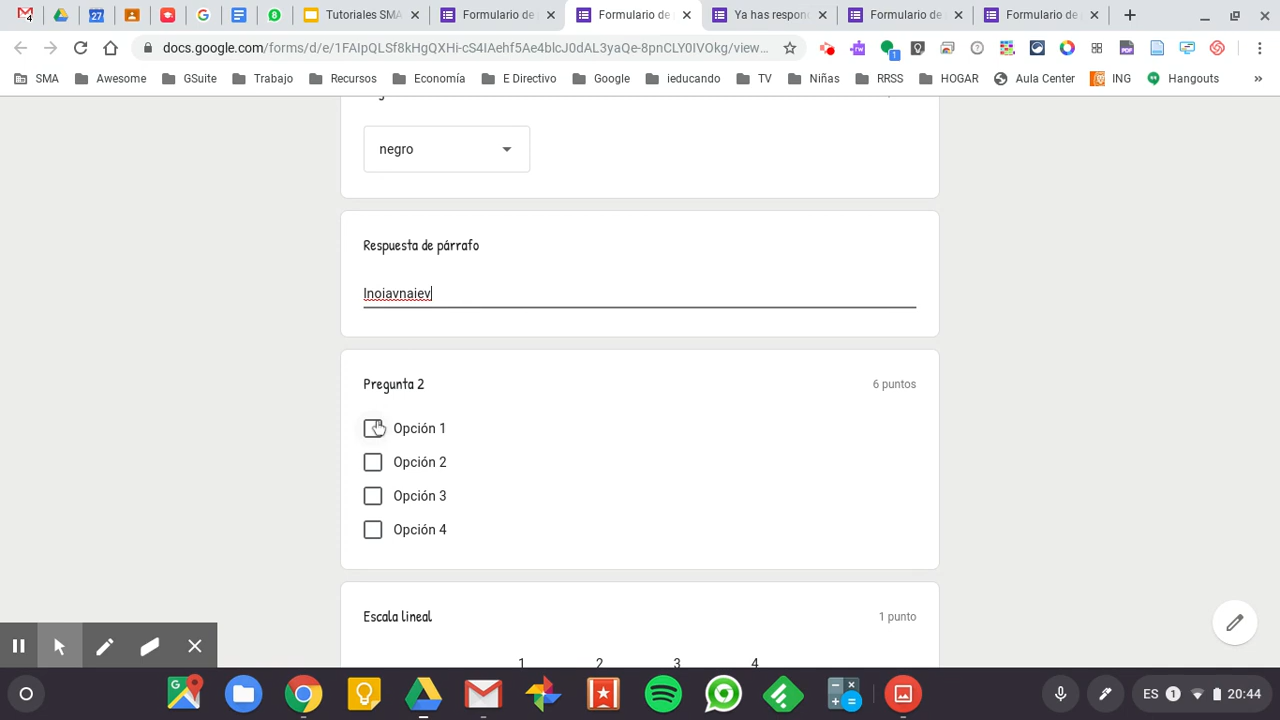 Tutoriales SMA
Formulario de
Formulario de
Ya has respon
Formulario de
Formulario de
docs.google.com/forms/d/e/1FAIpQLSf8kHgQXHi-cS4IAehf5Ae4blcJ0dAL3yaQe-8pnCLY0IVOkg/view...
SMA
Awesome
GSuite
Trabajo
Recursos
Economía
E Directivo
Google
ieducando
TV
Niñas
RRSS
HOGAR
Aula Center
ING
Hangouts
»
negro
Respuesta de párrafo
Inoiavnaiev
Pregunta 2
6 puntos
Opción 1
Opción 2
Opción 3
Opción 4
Escala lineal
1 punto
1 2 3 4
ES 1 20:44